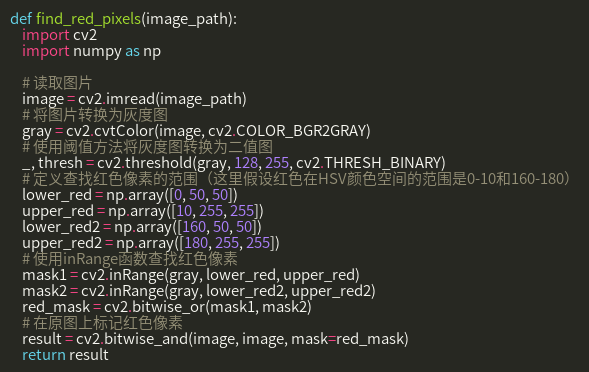 def find_red_pixels(image_path):
import cv2
import numpy as np
# 读取图片
image = cv2.imread(image_path)
# 将图片转换为灰度图
gray = cv2.cvtColor(image, cv2.COLOR_BGR2GRAY)
# 使用阈值方法将灰度图转换为二值图
_, thresh = cv2.threshold(gray, 128, 255, cv2.THRESH_BINARY)
# 定义查找红色像素的范围（这里假设红色在HSV颜色空间的范围是0-10和160-180）
lower_red = np.array([0, 50, 50])
upper_red = np.array([10, 255, 255])
lower_red2 = np.array([160, 50, 50])
upper_red2 = np.array([180, 255, 255])
# 使用inRange函数查找红色像素
mask1 = cv2.inRange(gray, lower_red, upper_red)
mask2 = cv2.inRange(gray, lower_red2, upper_red2)
red_mask = cv2.bitwise_or(mask1, mask2)
# 在原图上标记红色像素
result = cv2.bitwise_and(image, image, mask=red_mask)
return result